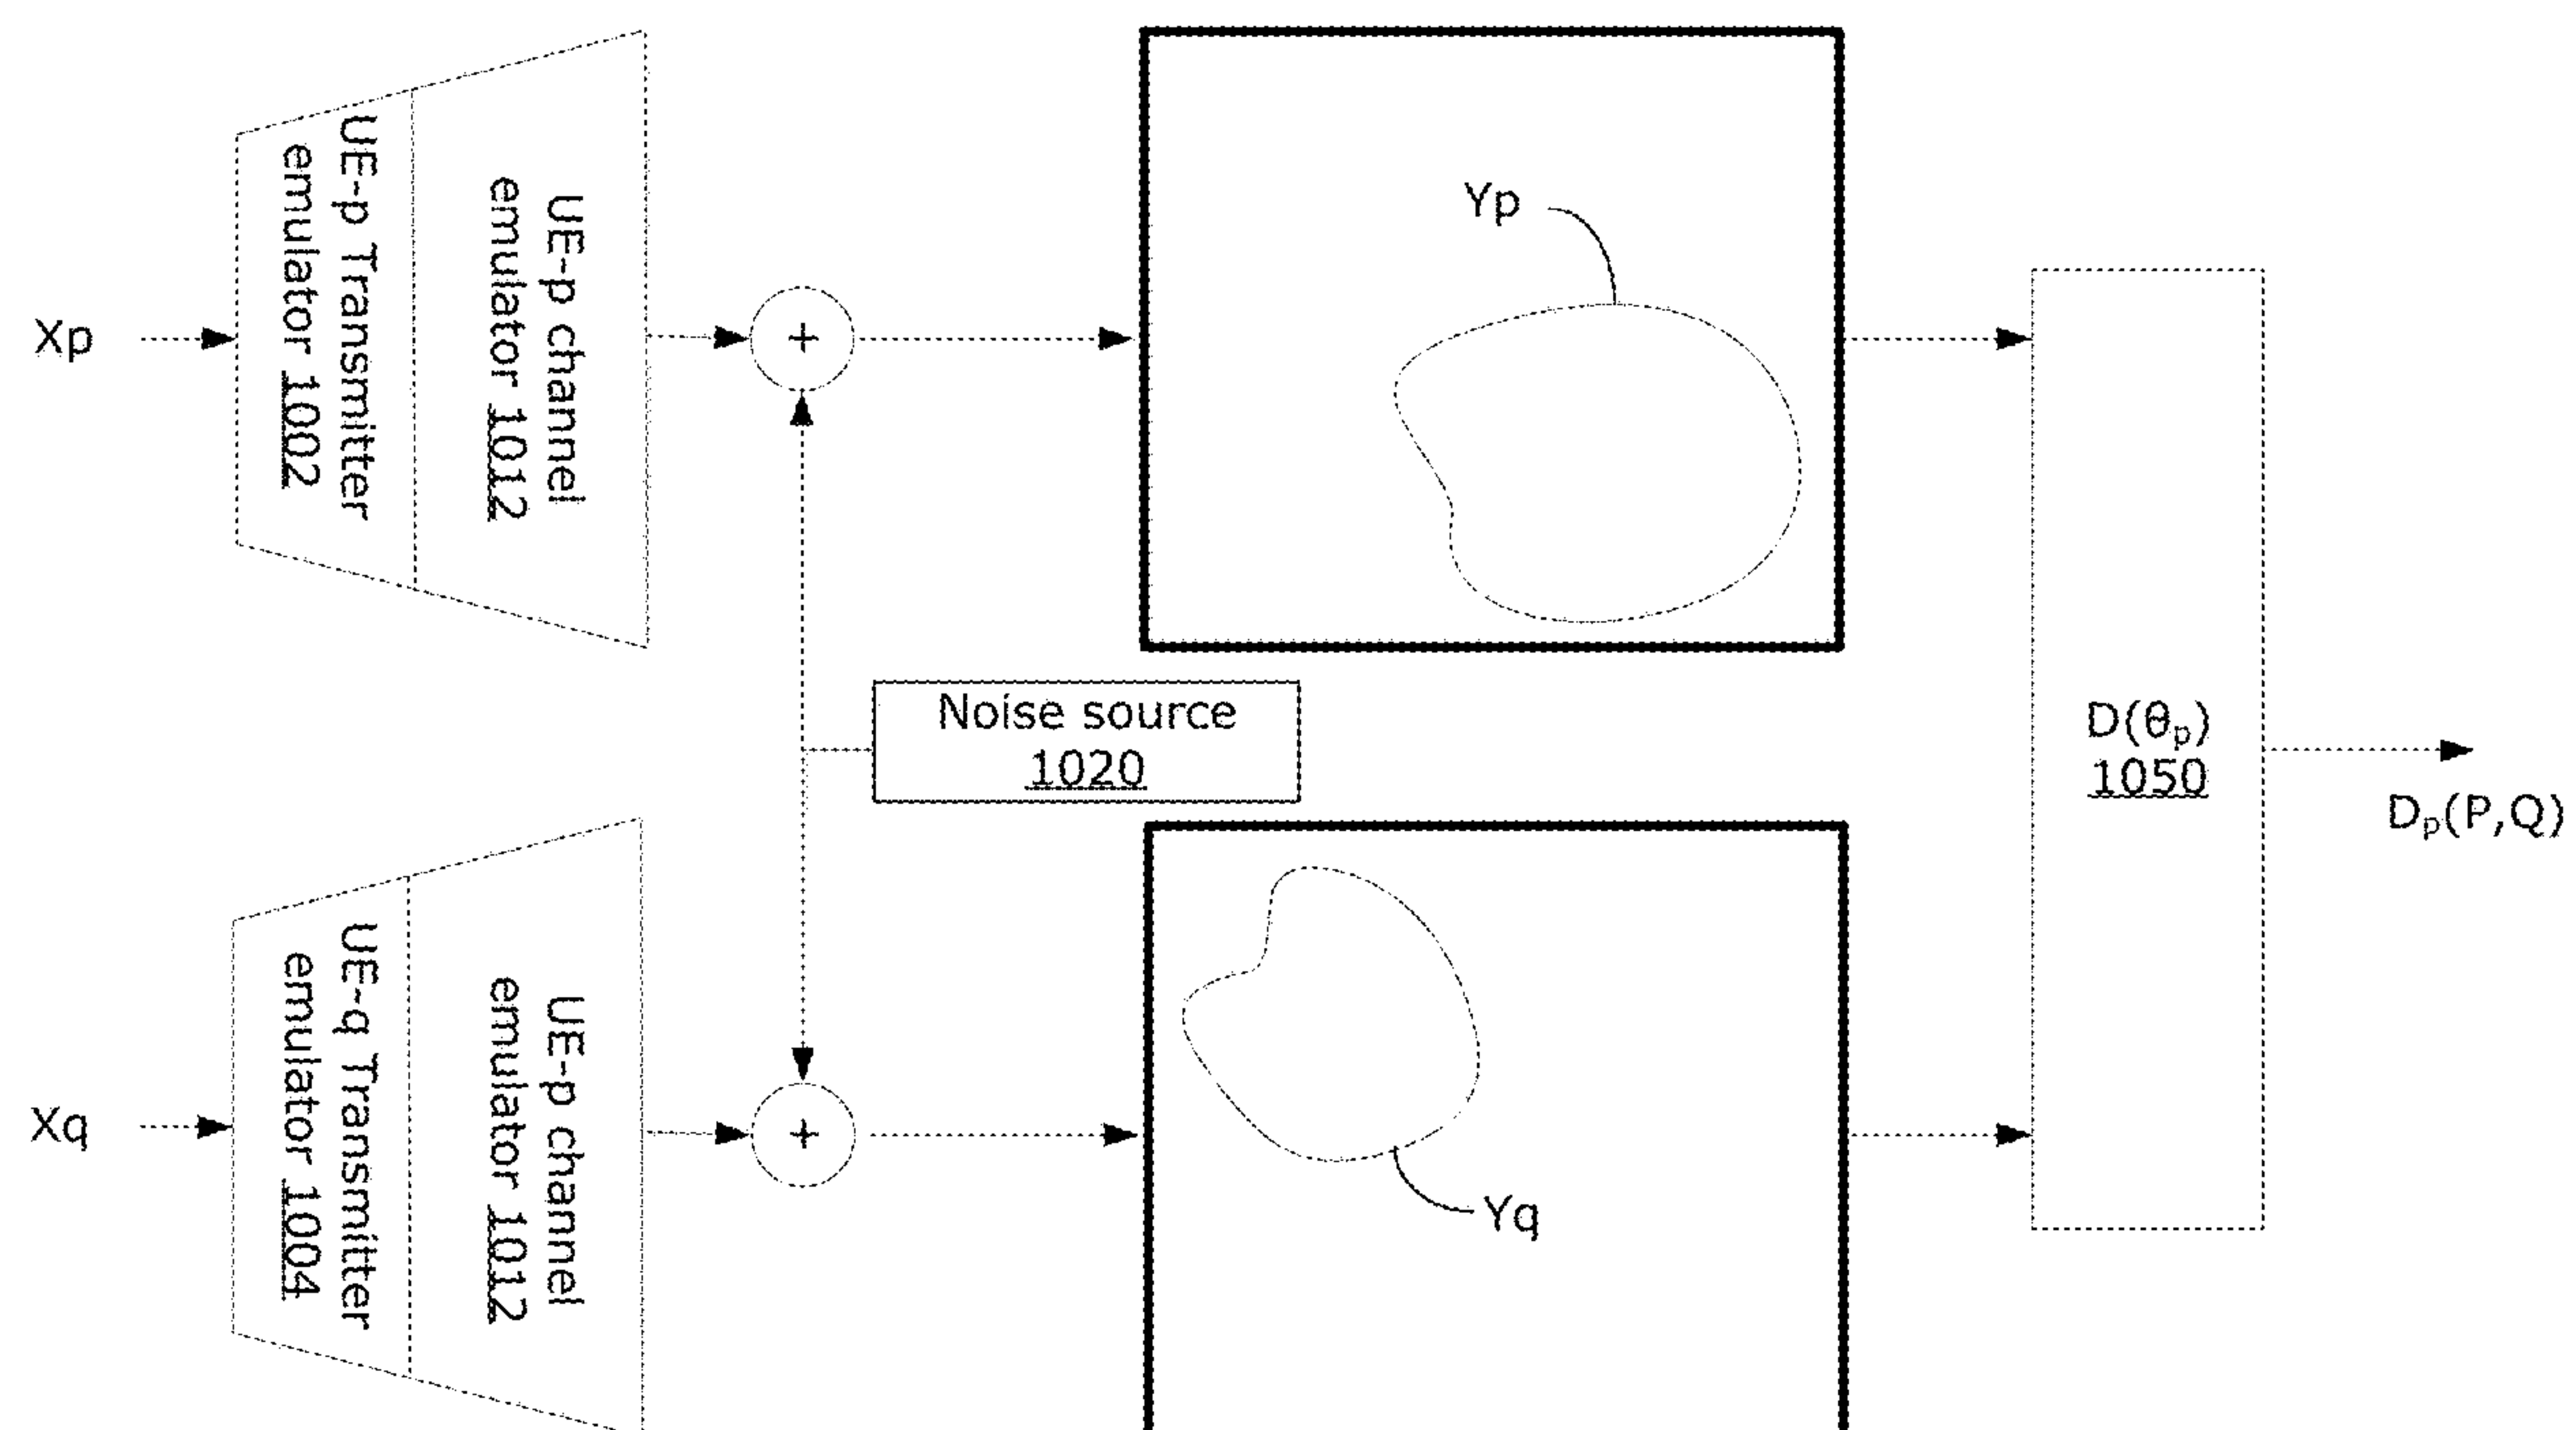 Xp
UE-p Transmitter
emulator 1002
UE-p channel
emulator 1012
+
Yp
Noise source
1020
D(θp)
1050
Dp(P,Q)
Xq
UE-q Transmitter
emulator 1004
UE-p channel
emulator 1012
+
Yq